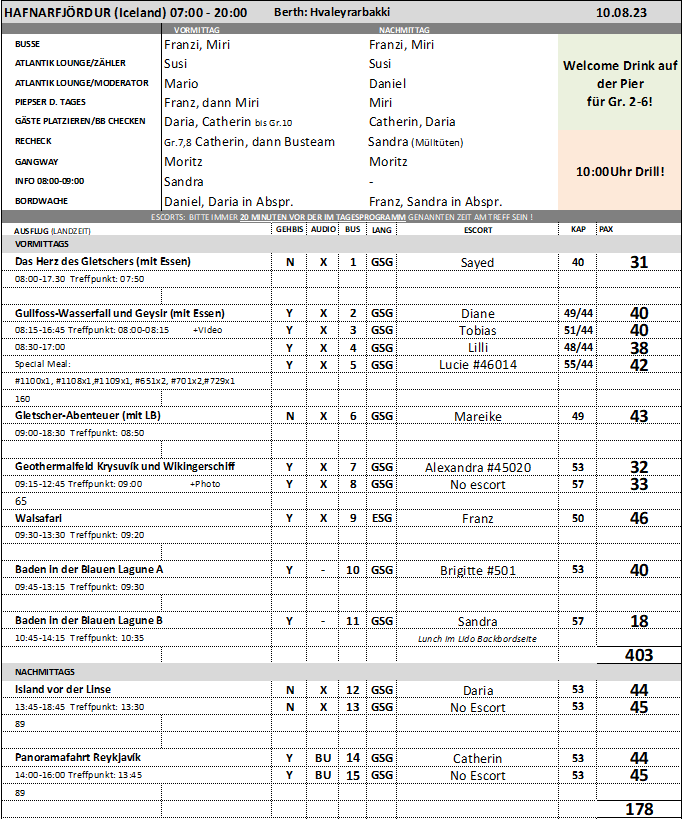 HAFNARFJÖRDUR (Iceland) 07:00 - 20:00 Berth: Hvaleyrarbakki 10.08.23
VORMITTAG NACHMITTAG
BUSSE Franzi, Miri Franzi, Miri
ATLANTIK LOUNGE/ZÄHLER Susi Susi
ATLANTIK LOUNGE/MODERATOR Mario Daniel
PIEPSER D. TAGES Franz, dann Miri Miri
GÄSTE PLATZIEREN/BB CHECKEN Daria, Catherin bis Gr.10 Catherin, Daria
RECHECK Gr.7,8 Catherin, dann Busteam Sandra (Mülltüten)
GANGWAY Moritz Moritz
INFO 08:00-09:00 Sandra -
BORDWACHE Daniel, Daria in Abspr. Franz, Sandra in Abspr.
Welcome Drink auf
der Pier
für Gr. 2-6!
10:00Uhr Drill!
ESCORTS: BITTE IMMER 20 MINUTEN VOR DER IM TAGESPROGRAMM GENANNTEN ZEIT AM TREFF SEIN !
AUSFLUG (LANDZEIT) GEHBIS AUDIO BUS LANG ESCORT KAP PAX
VORMITTAGS
Das Herz des Gletschers (mit Essen) N X 1 GSG Sayed 40 31
08:00-17.30 Treffpunkt: 07:50
Gullfoss-Wasserfall und Geysir (mit Essen) Y X 2 GSG Diane 49/44 40
08:15-16:45 Treffpunkt: 08:00-08:15 +Video Y X 3 GSG Tobias 51/44 40
08:30-17:00 Y X 4 GSG Lilli 48/44 38
Special Meal: Y X 5 GSG Lucie #46014 55/44 42
#1100x1, #1108x1,#1109x1, #651x2, #701x2,#729x1
160
Gletscher-Abenteuer (mit LB) N X 6 GSG Mareike 49 43
09:00-18:30 Treffpunkt: 08:50
Geothermalfeld Krysuvík und Wikingerschiff Y X 7 GSG Alexandra #45020 53 32
09:15-12:45 Treffpunkt: 09:00 +Photo Y X 8 GSG No escort 57 33
65
Walsafari Y X 9 ESG Franz 50 46
09:30-13:30 Treffpunkt: 09:20
Baden in der Blauen Lagune A Y - 10 GSG Brigitte #501 53 40
09:45-13:15 Treffpunkt: 09:30
Baden in der Blauen Lagune B Y - 11 GSG Sandra 57 18
10:45-14:15 Treffpunkt: 10:35 Lunch im Lido Backbordseite
403
NACHMITTAGS
Island vor der Linse N X 12 GSG Daria 53 44
13:45-18:45 Treffpunkt: 13:30 N X 13 GSG No Escort 53 45
89
Panoramafahrt Reykjavík Y BU 14 GSG Catherin 53 44
14:00-16:00 Treffpunkt: 13:45 Y BU 15 GSG No Escort 53 45
89
178